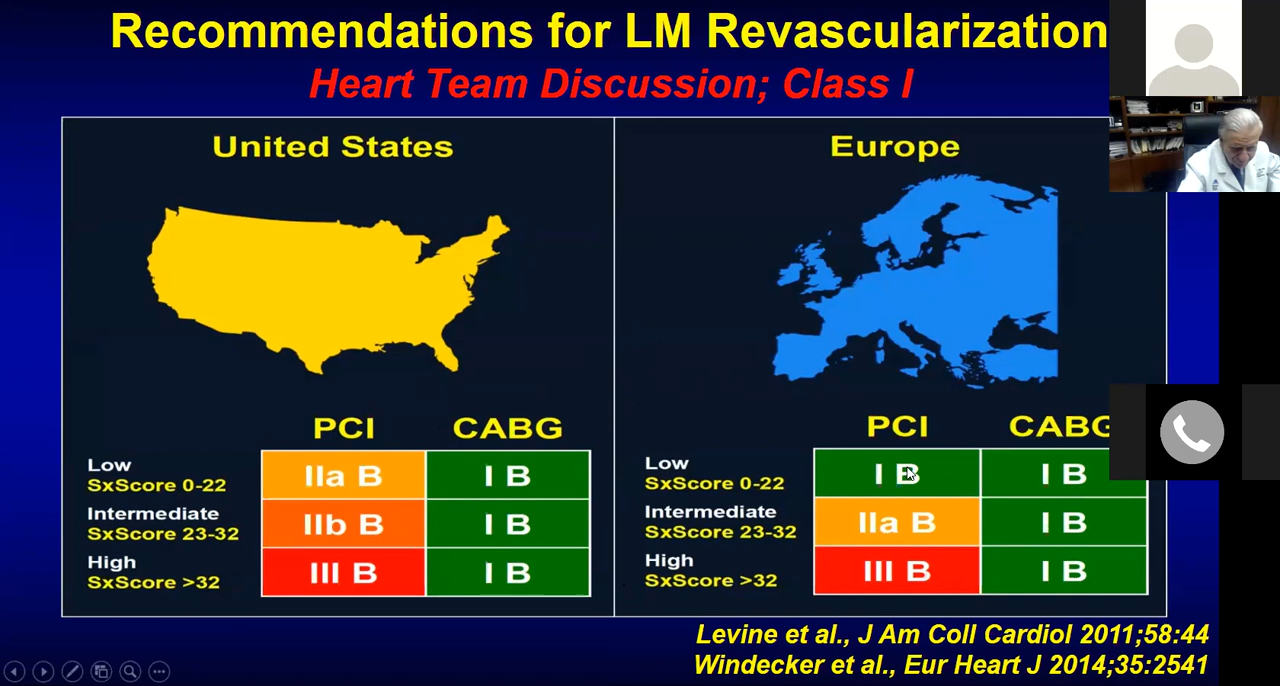 Recommendations for LM Revascularization
Heart Team Discussion; Class I
United States
PCI CABG
Low
SxScore 0-22
IIa B I B
Intermediate
SxScore 23-32
IIb B I B
High
SxScore >32
III B I B
Europe
PCI CABG
Low
SxScore 0-22
I B I B
Intermediate
SxScore 23-32
IIa B I B
High
SxScore >32
III B I B
Levine et al., J Am Coll Cardiol 2011;58:44
Windecker et al., Eur Heart J 2014;35:2541